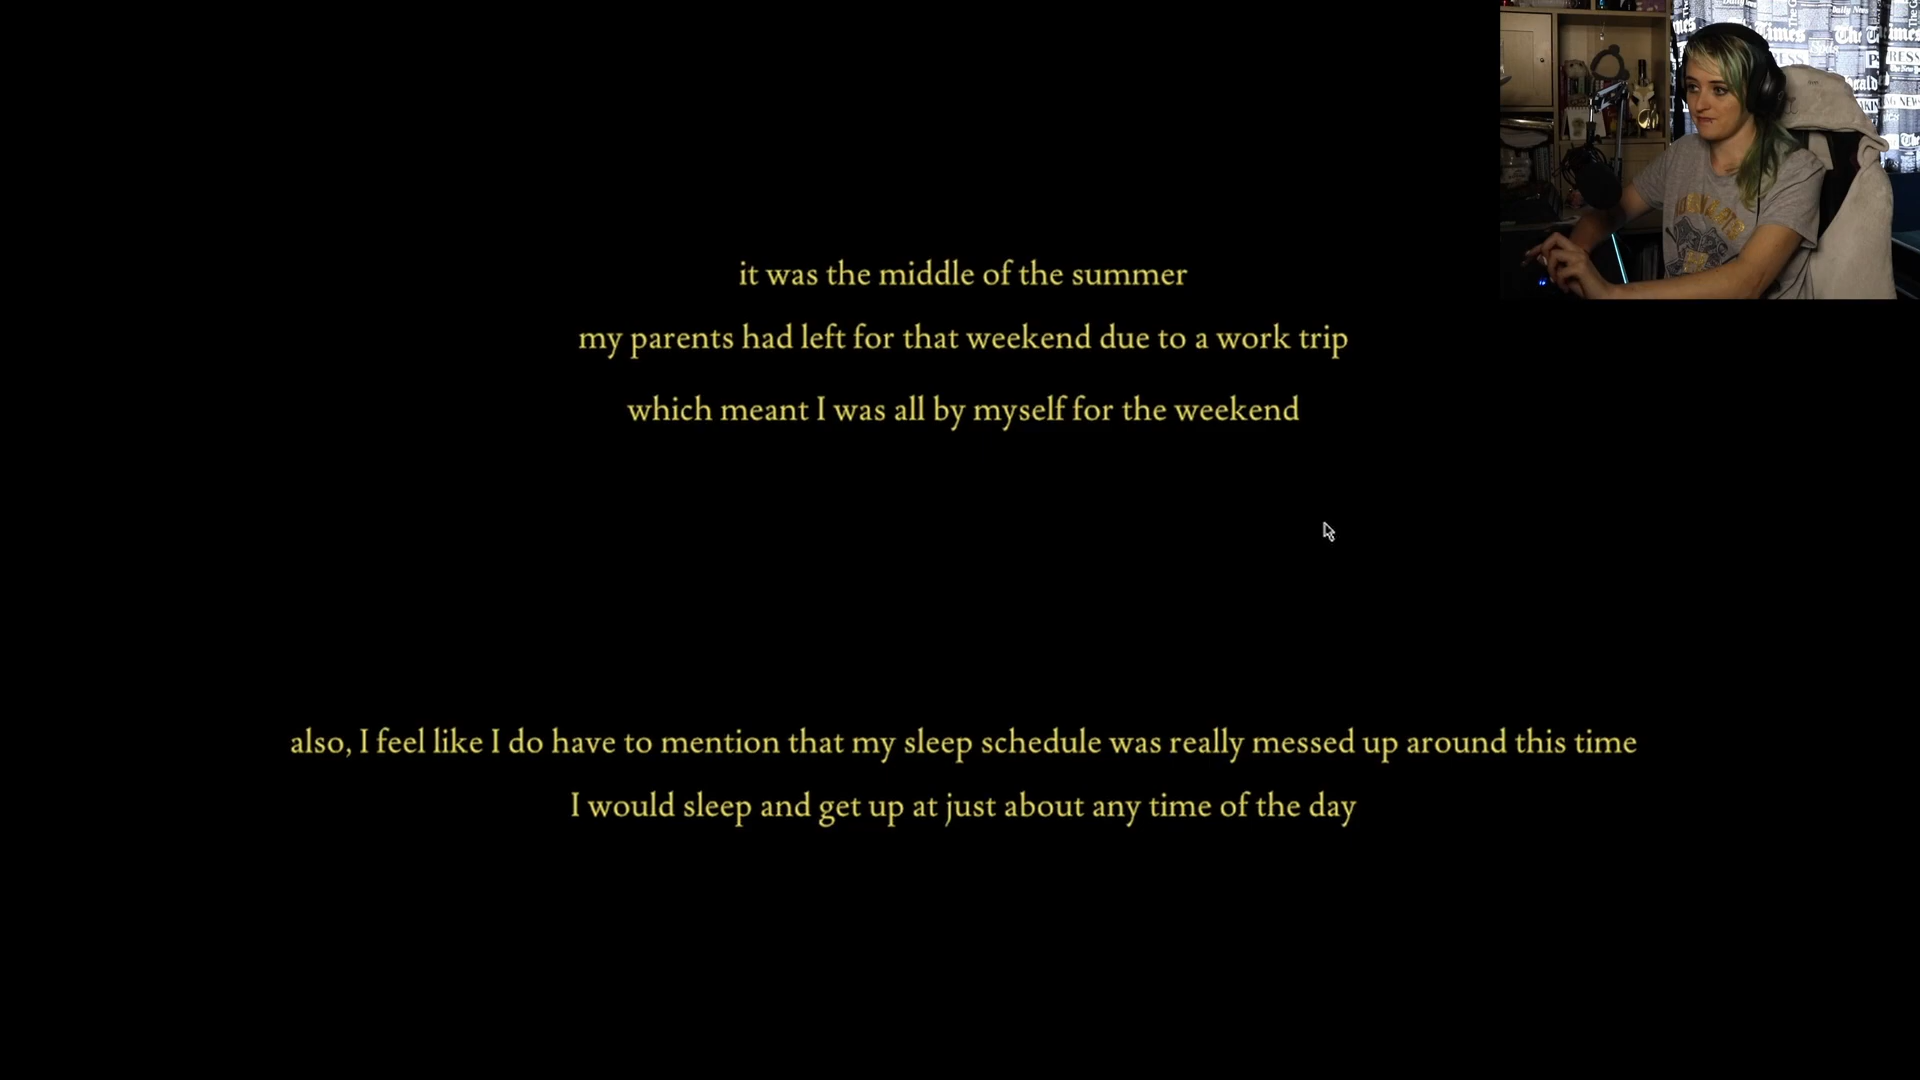 it was the middle of the summer
my parents had left for that weekend due to a work trip
which meant I was all by myself for the weekend
also, I feel like I do have to mention that my sleep schedule was really messed up around this time
I would sleep and get up at just about any time of the day